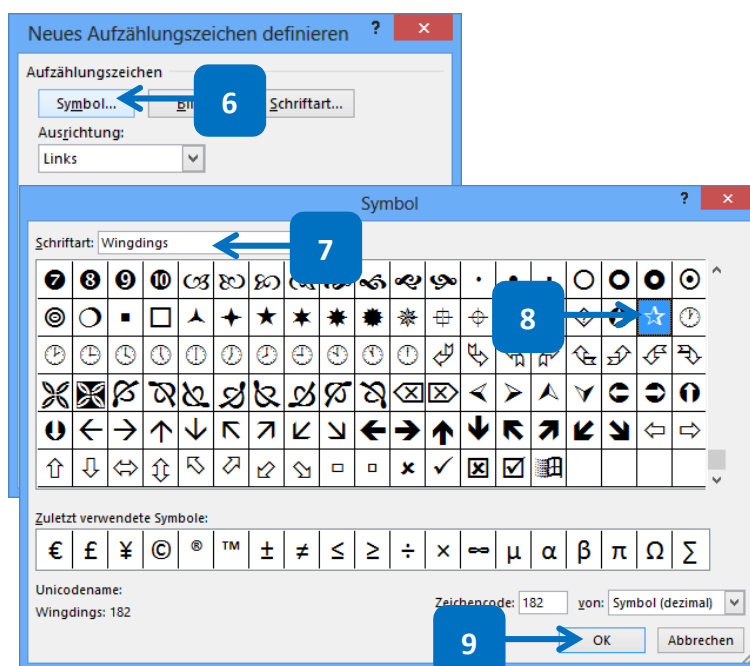 Neues Aufzählungszeichen definieren ? ×
Aufzählungszeichen
Symbol... 6 Schriftart...
Ausrichtung:
Links
Symbol ? ×
Schriftart: Wingdings 7
8
Zuletzt verwendete Symbole:
€ £ ¥ © ® ™ ± ≠ ≤ ≥ ÷ × ∞ µ α β π Ω Σ
Unicodename:
Wingdings: 182
Zeichencode: 182 von: Symbol (dezimal)
9 OK Abbrechen